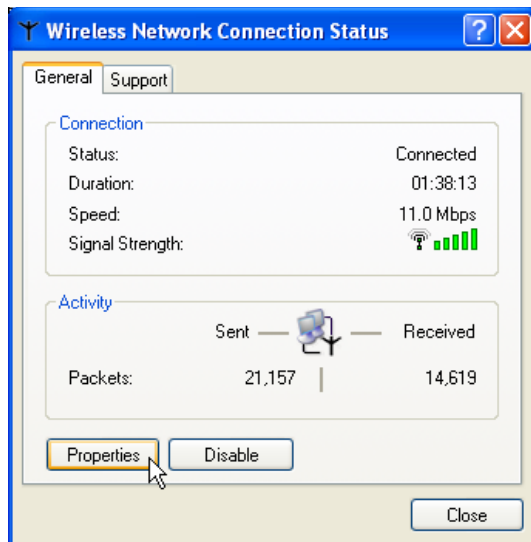 Wireless Network Connection Status
General Support
Connection
Status: Connected
Duration: 01:38:13
Speed: 11.0 Mbps
Signal Strength:
Activity
Sent Received
Packets: 21,157 14,619
Properties Disable
Close